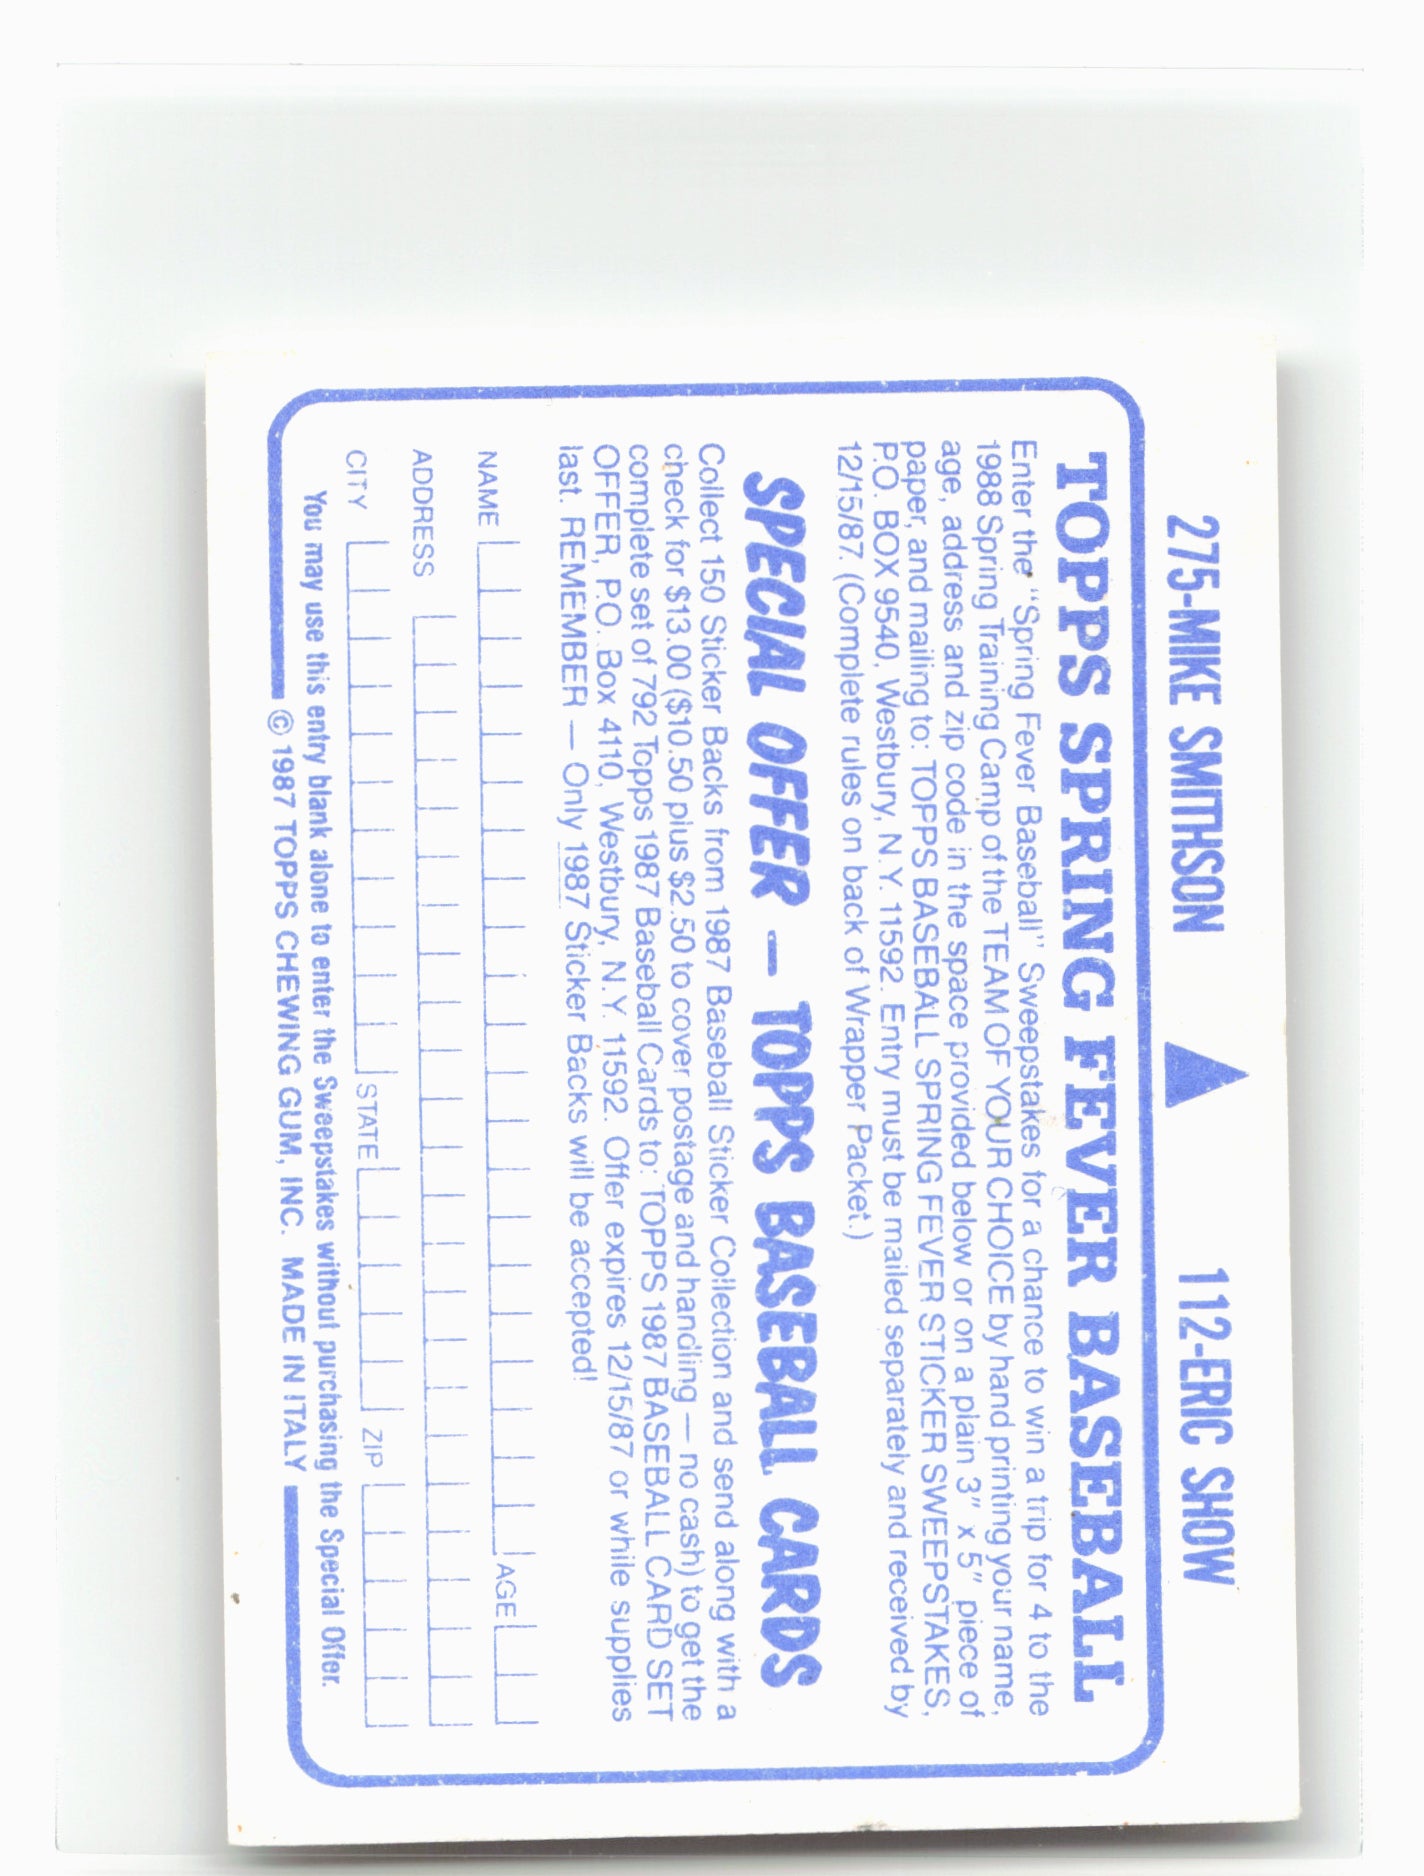 275-MIKE SMITHSON 112-ERIC SHOW
TOPPS SPRING FEVER BASEBALL
Enter the "Spring Fever Baseball" Sweepstakes for a chance to win a trip for 4 to the
1988 Spring Training Camp of the TEAM OF YOUR CHOICE by hand printing your name,
age, address and zip code in the space provided below or on a plain 3" x 5" piece of
paper, and mailing to: TOPPS BASEBALL SPRING FEVER STICKER SWEEPSTAKES,
P.O. BOX 9540, Westbury, N.Y. 11592. Entry must be mailed separately and received by
12/15/87. (Complete rules on back of Wrapper Packet.)
SPECIAL OFFER — TOPPS BASEBALL CARDS
Collect 150 Sticker Backs from 1987 Baseball Sticker Collection and send along with a
check for $13.00 ($10.50 plus $2.50 to cover postage and handling — no cash) to get the
complete set of 792 Topps 1987 Baseball Cards to: TOPPS 1987 BASEBALL CARD SET
OFFER, P.O. Box 4110, Westbury, N.Y. 11592. Offer expires 12/15/87 or while supplies
last. REMEMBER — Only 1987 Sticker Backs will be accepted!
NAME AGE
ADDRESS
CITY STATE ZIP
You may use this entry blank alone to enter the Sweepstakes without purchasing the Special Offer.
© 1987 TOPPS CHEWING GUM, INC. MADE IN ITALY